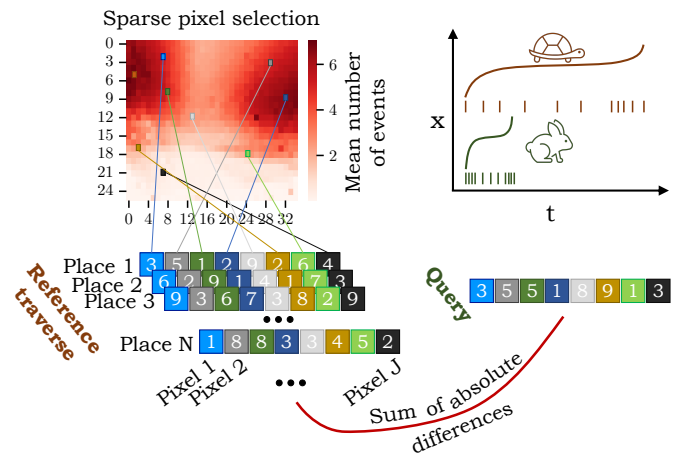 Sparse pixel selection
0
3
6
9
12
15
18
21
24
0 4 8 12 16 20 24 28 32
6
4
2
Mean number
of events
x
t
Place 1 3 5 1 2 9 2 6 4
Place 2 6 2 9 1 4 1 7 3
Place 3 9 3 6 7 3 8 2 9
•••
Place N 1 8 8 3 3 4 5 2
Pixel 1
Pixel 2
•••
Pixel J
Reference
traverse
Query
3 5 5 1 8 9 1 3
Sum of absolute
differences